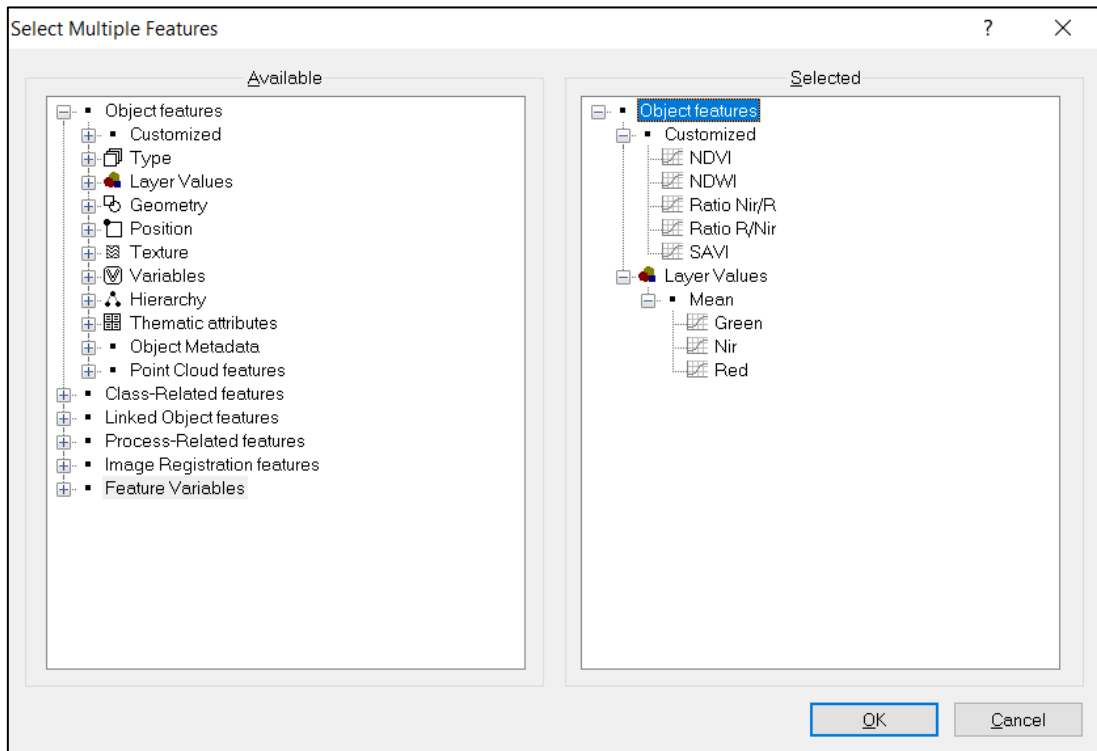 Select Multiple Features
?
Available
Object features
Customized
Type
Layer Values
Geometry
Position
Texture
Variables
Hierarchy
Thematic attributes
Object Metadata
Point Cloud features
Class-Related features
Linked Object features
Process-Related features
Image Registration features
Feature Variables
Selected
Object features
Customized
NDVI
NDWI
Ratio Nir/R
Ratio R/Nir
SAVI
Layer Values
Mean
Green
Nir
Red
OK
Cancel